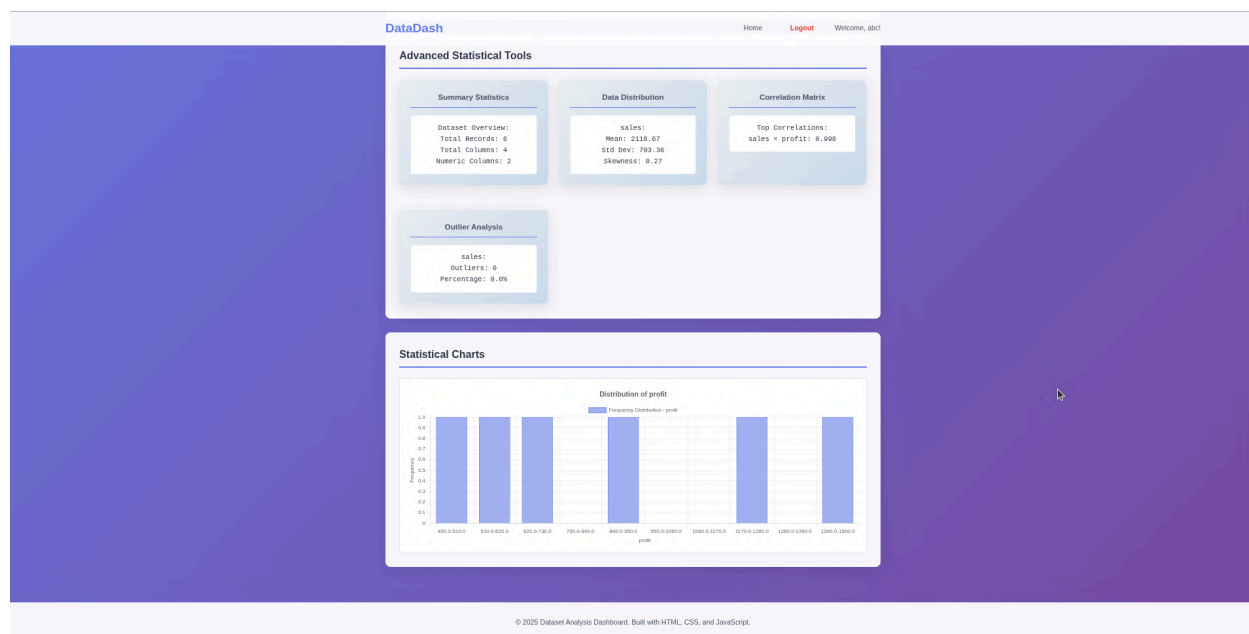 DataDash
Home Logout Welcome, abc!
Advanced Statistical Tools
Summary Statistics
Dataset Overview:
Total Records: 6
Total Columns: 4
Numeric Columns: 2
Data Distribution
sales:
Mean: 2116.67
Std Dev: 703.36
Skewness: 0.27
Correlation Matrix
Top Correlations:
sales × profit: 0.996
Outlier Analysis
sales:
Outliers: 0
Percentage: 0.0%
Statistical Charts
Distribution of profit
Frequency Distribution - profit
Frequency
1.0
0.9
0.8
0.7
0.6
0.5
0.4
0.3
0.2
0.1
0
400.0-510.0 510.0-620.0 620.0-730.0 730.0-840.0 840.0-950.0 950.0-1060.0 1060.0-1170.0 1170.0-1280.0 1280.0-1390.0 1390.0-1500.0
profit
© 2025 Dataset Analysis Dashboard. Built with HTML, CSS, and JavaScript.